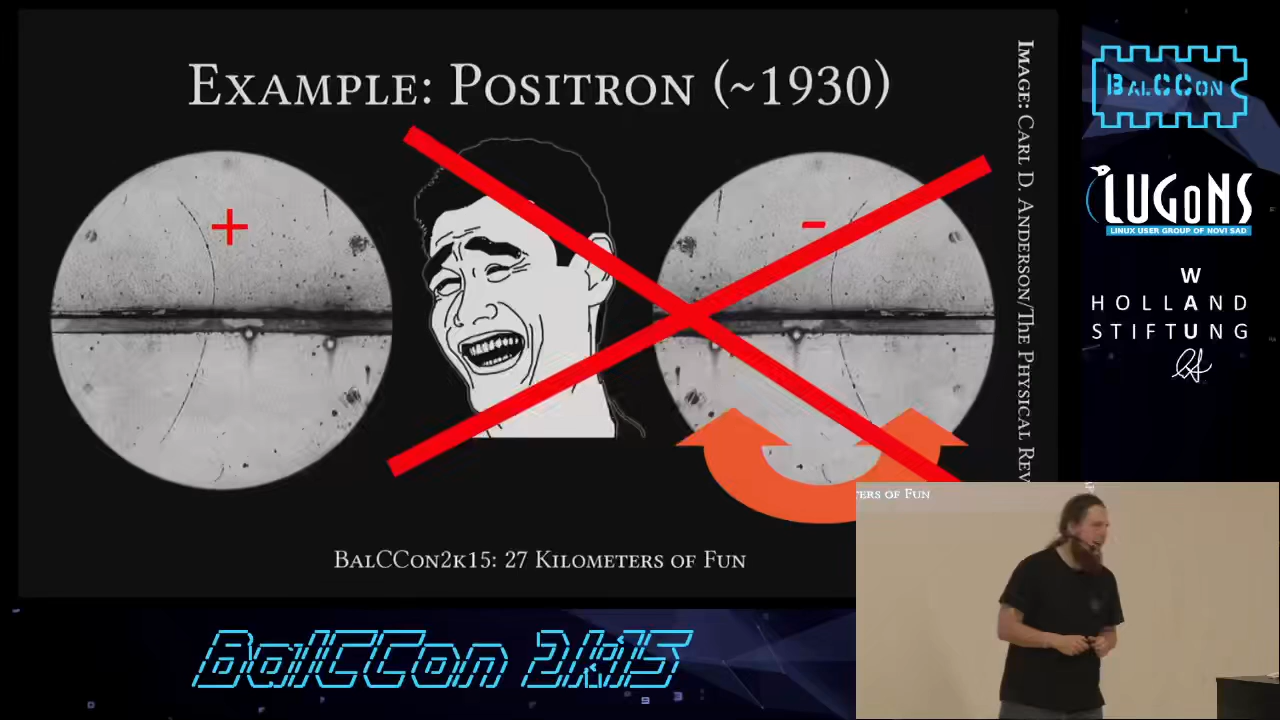 Example: Positron (~1930)
+
-
Image: Carl D. Anderson/The Physical Rev
BalCCon2k15: 27 Kilometers of Fun
BalCCon
LUGoNS
LINUX USER GROUP OF NOVI SAD
W
HOLLAND
A
STIFTUNG
U
BalCCon 2k15
ters of Fun